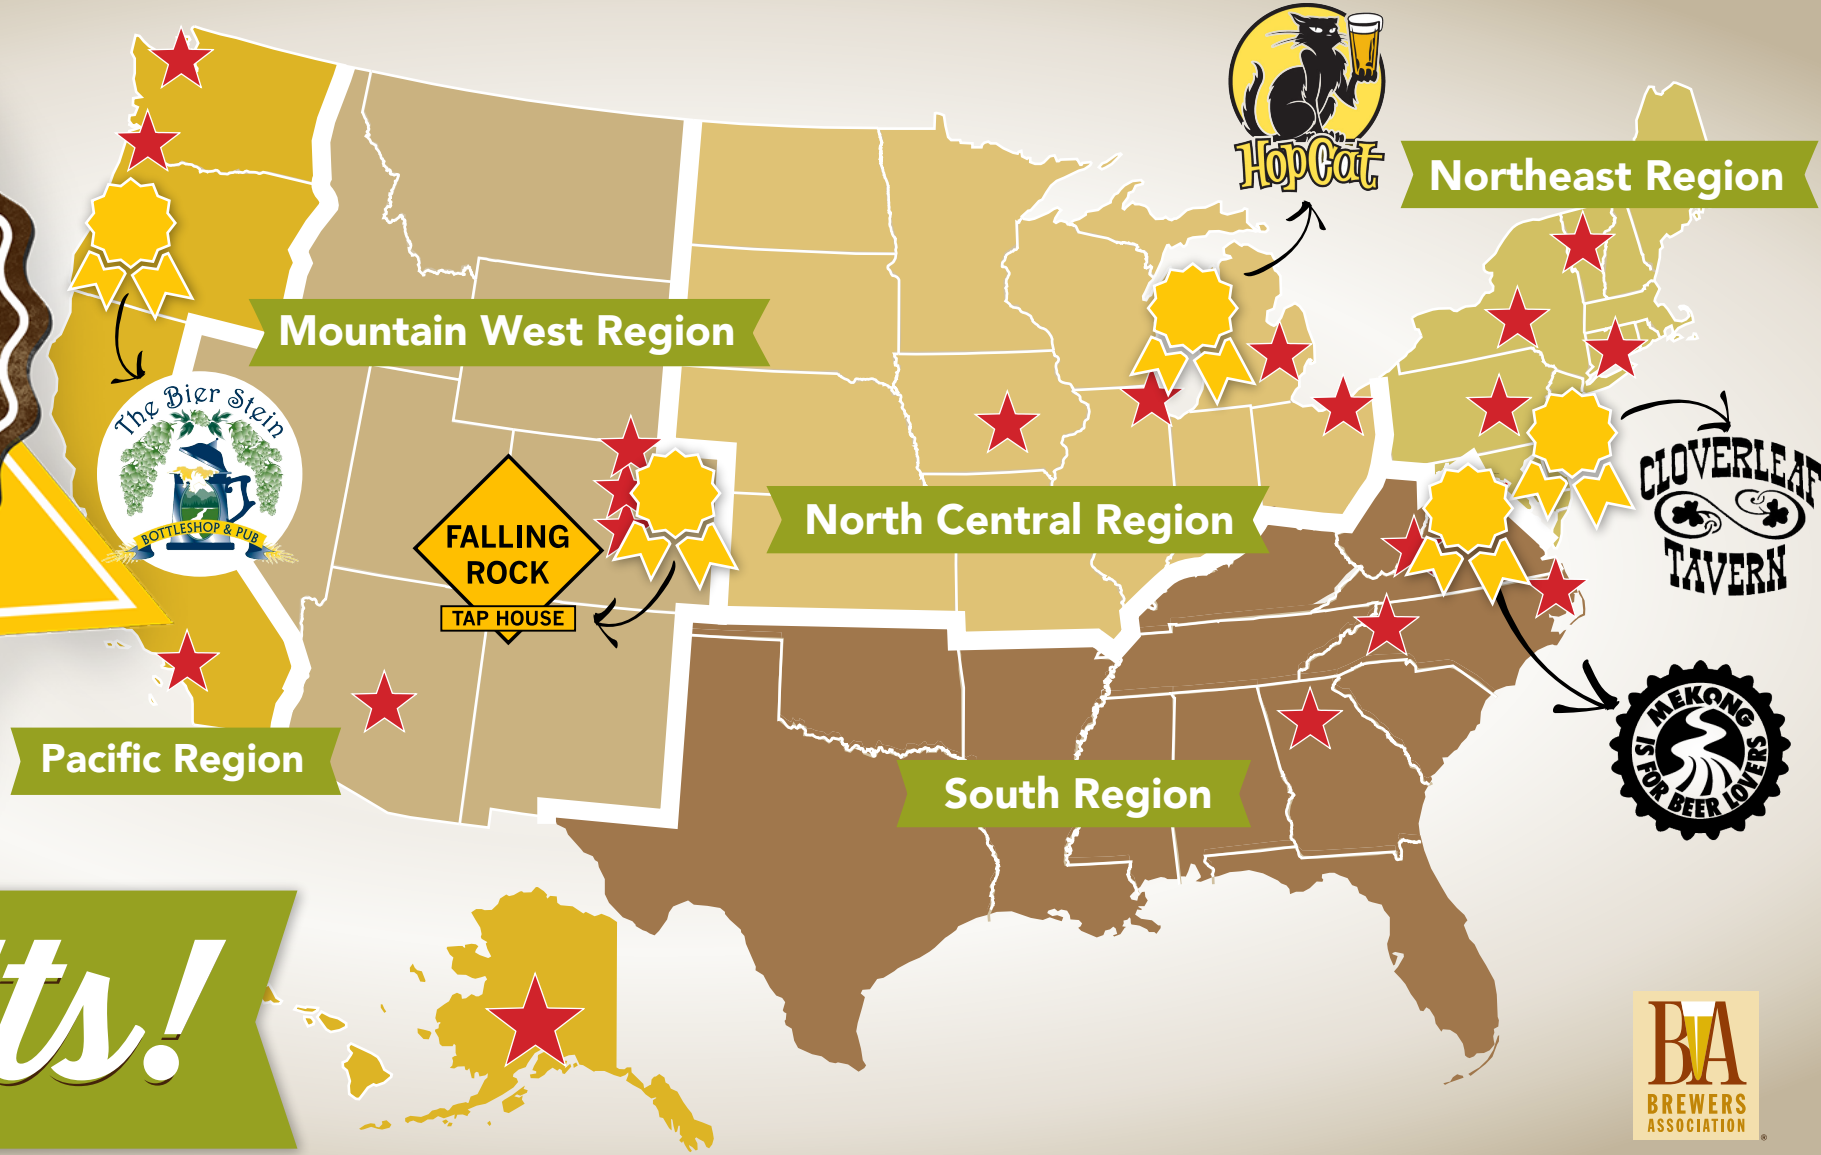 HopCat
Northeast Region
Mountain West Region
The Bier Stein
BOTTLESHOP & PUB
FALLING
ROCK
TAP HOUSE
North Central Region
CLOVERLEAF
TAVERN
MEKONG
IS FOR BEER LOVERS
Pacific Region
South Region
ts!
BA
BREWERS
ASSOCIATION
®